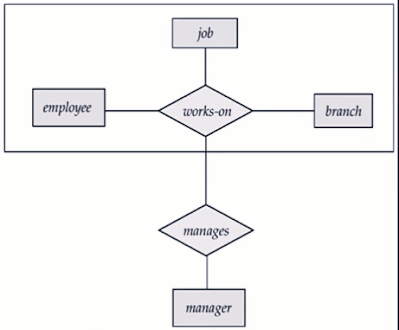 job
employee
works-on
branch
manages
manager